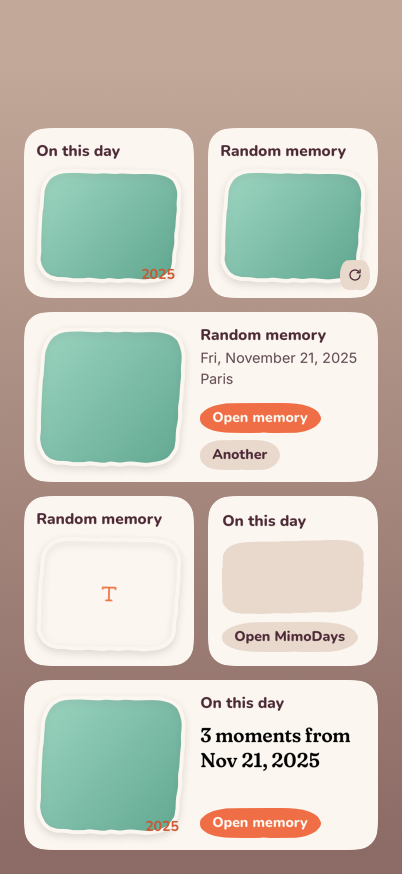 On this day
2025
Random memory
Random memory
Fri, November 21, 2025
Paris
Open memory
Another
Random memory
T
On this day
Open MimoDays
On this day
3 moments from
Nov 21, 2025
2025
Open memory